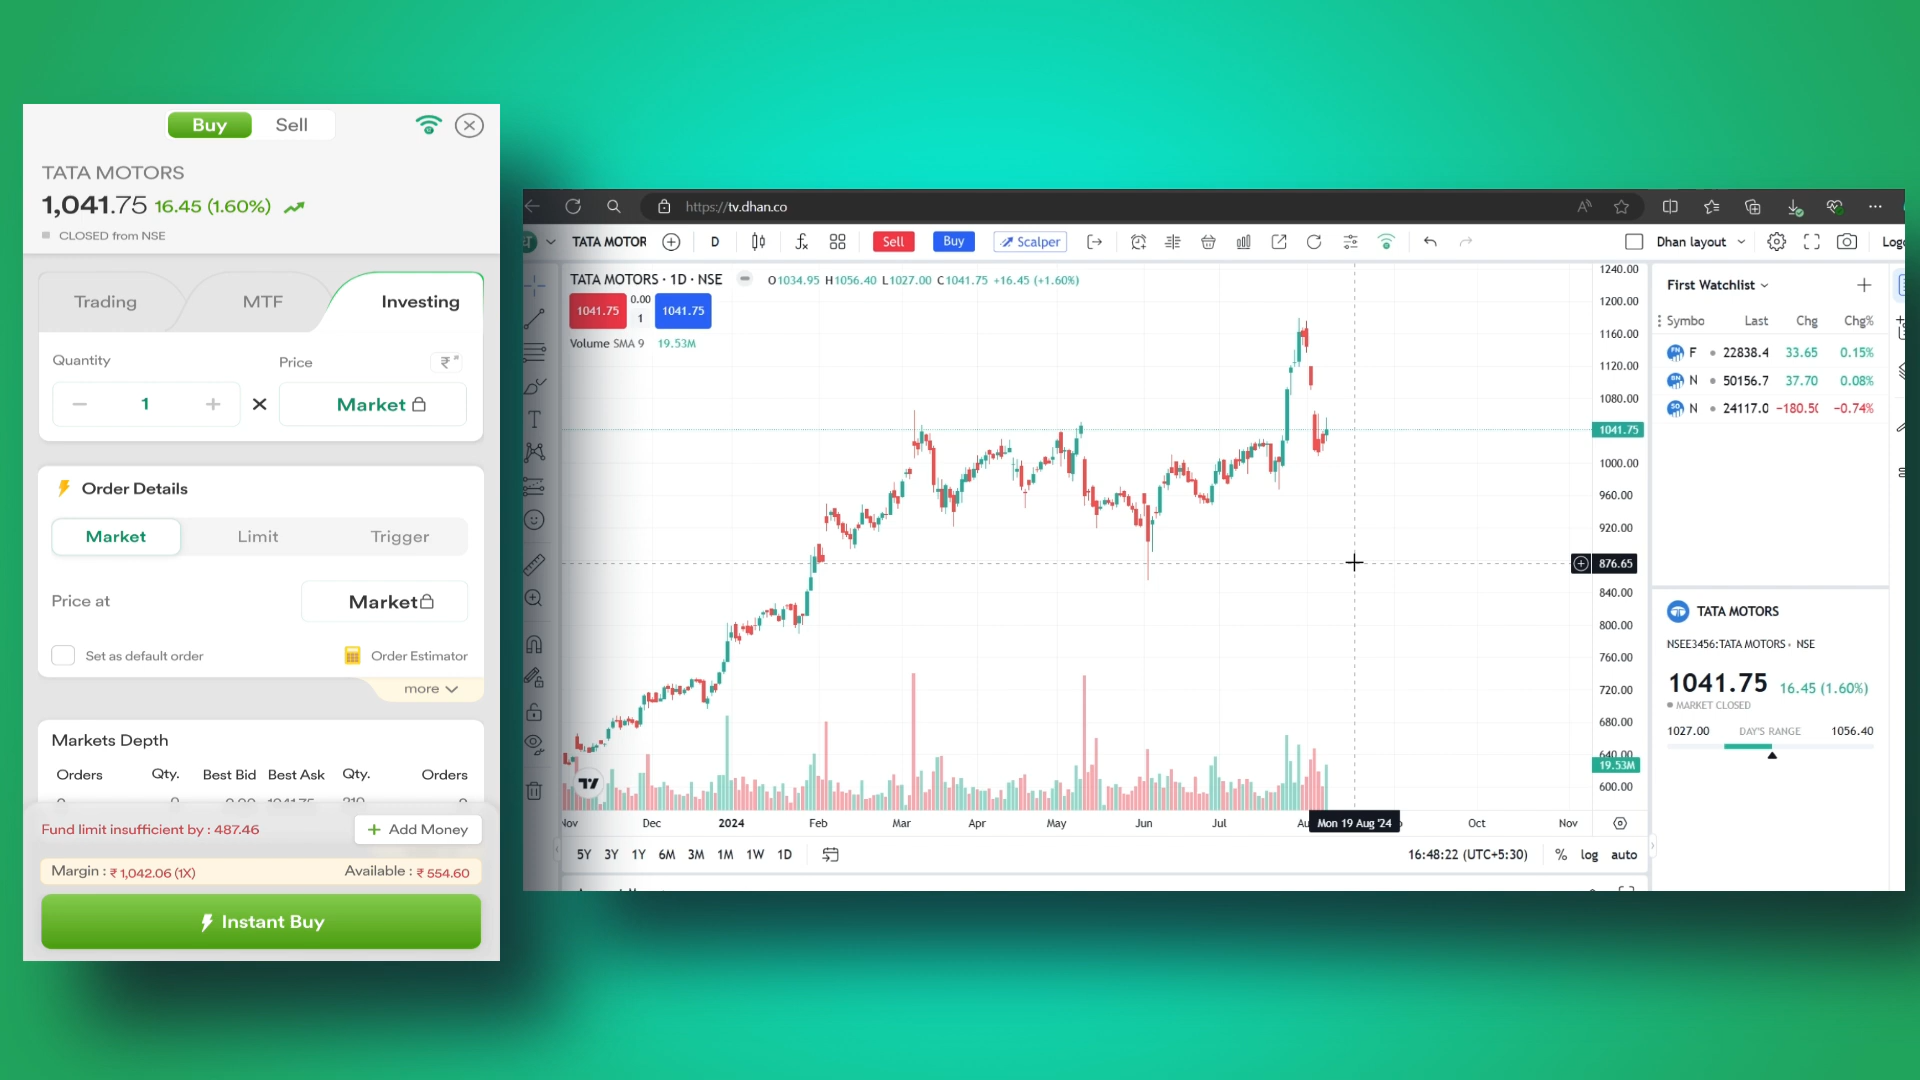 Buy Sell
TATA MOTORS
1,041.75 16.45 (1.60%)
CLOSED from NSE
Trading MTF Investing
Quantity Price
1 × Market
Order Details
Market Limit Trigger
Price at Market
Set as default order Order Estimator
more
Markets Depth
Orders Qty. Best Bid Best Ask Qty. Orders
Fund limit insufficient by : 487.46 + Add Money
Margin : ₹ 1,042.06 (1X) Available : ₹ 554.60
Instant Buy
https://tv.dhan.co
TATA MOTOR D Sell Buy Scalper Dhan layout
TATA MOTORS · 1D · NSE O1034.95 H1056.40 L1027.00 C1041.75 +16.45 (+1.60%)
1041.75 0.00 1 1041.75
Volume SMA 9 19.53M
1240.00
1200.00
1160.00
1120.00
1080.00
1041.75
1000.00
960.00
920.00
876.65
840.00
800.00
760.00
720.00
680.00
640.00
19.53M
600.00
Nov Dec 2024 Feb Mar Apr May Jun Jul Mon 19 Aug '24 Oct Nov
5Y 3Y 1Y 6M 3M 1M 1W 1D 16:48:22 (UTC+5:30) % log auto
First Watchlist
Symbo Last Chg Chg%
F 22838.4 33.65 0.15%
N 50156.7 37.70 0.08%
N 24117.0 −180.50 −0.74%
TATA MOTORS
NSEE3456:TATA MOTORS · NSE
1041.75 16.45 (1.60%)
MARKET CLOSED
1027.00 DAY'S RANGE 1056.40